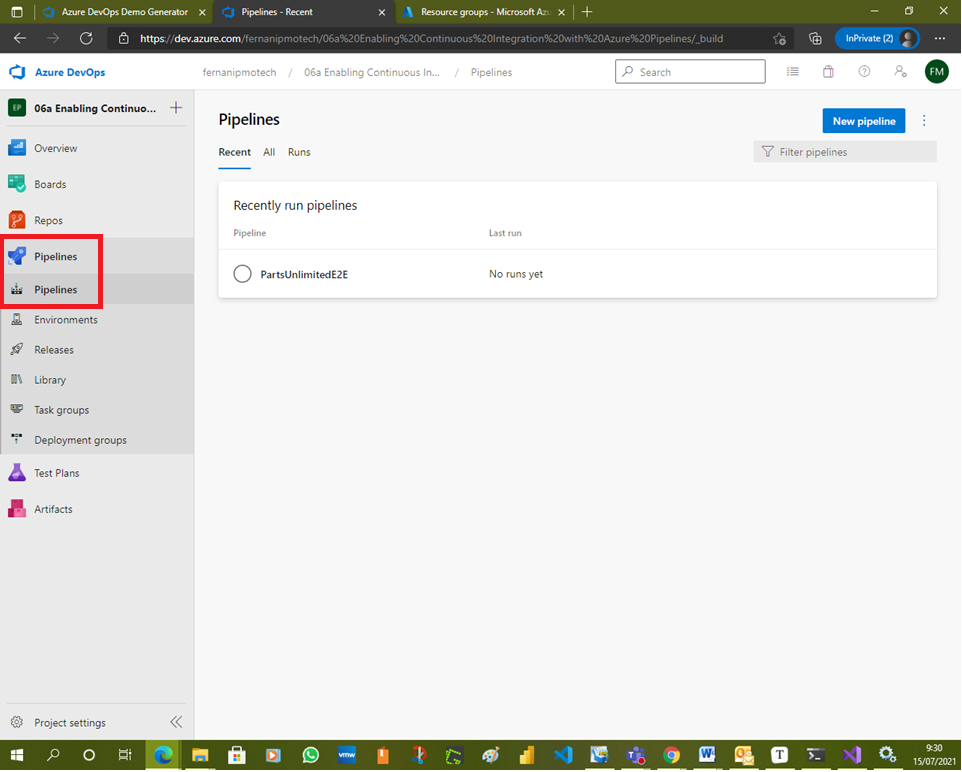 Azure DevOps Demo Generator
Pipelines - Recent
Resource groups - Microsoft Az
https://dev.azure.com/fernanipmotech/06a%20Enabling%20Continuous%20Integration%20with%20Azure%20Pipelines/_build
InPrivate (2)
Azure DevOps
fernanipmotech / 06a Enabling Continuous In... / Pipelines
Search
FM
EP 06a Enabling Continuo...
Pipelines
New pipeline
Recent All Runs
Filter pipelines
Overview
Boards
Repos
Pipelines
Pipelines
Environments
Releases
Library
Task groups
Deployment groups
Test Plans
Artifacts
Recently run pipelines
Pipeline Last run
PartsUnlimitedE2E No runs yet
Project settings
vmw
W
T
9:30
15/07/2021